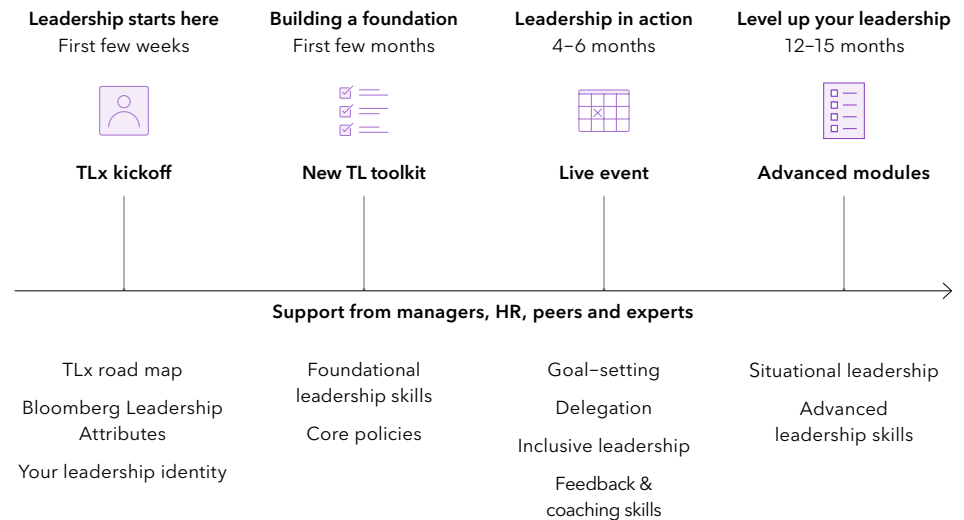 Leadership starts here
First few weeks
TLx kickoff
Building a foundation
First few months
New TL toolkit
Leadership in action
4–6 months
Live event
Level up your leadership
12–15 months
Advanced modules
Support from managers, HR, peers and experts
TLx road map
Bloomberg Leadership
Attributes
Your leadership identity
Foundational
leadership skills
Core policies
Goal–setting
Delegation
Inclusive leadership
Feedback &
coaching skills
Situational leadership
Advanced
leadership skills